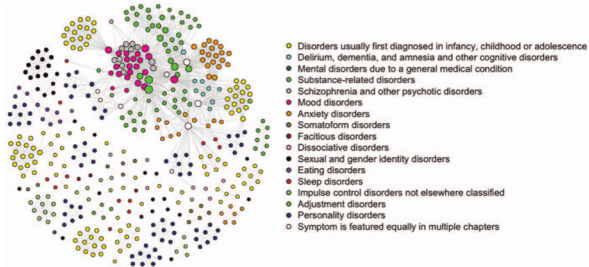 Disorders usually first diagnosed in infancy, childhood or adolescence
Delirium, dementia, and amnesia and other cognitive disorders
Mental disorders due to a general medical condition
Substance-related disorders
Schizophrenia and other psychotic disorders
Mood disorders
Anxiety disorders
Somatoform disorders
Facitious disorders
Dissociative disorders
Sexual and gender identity disorders
Eating disorders
Sleep disorders
Impulse control disorders not elsewhere classified
Adjustment disorders
Personality disorders
Symptom is featured equally in multiple chapters